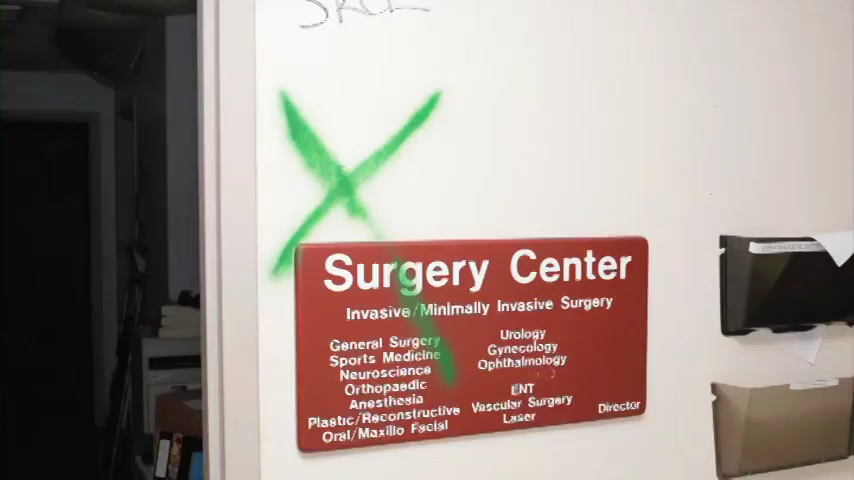 Surgery Center
Invasive/Minimally Invasive Surgery
General Surgery
Sports Medicine
Neuroscience
Orthopaedic
Anesthesia
Plastic/Reconstructive
Oral/Maxillo Facial
Urology
Gynecology
Ophthalmology
ENT
Vascular Surgery
Laser
Director